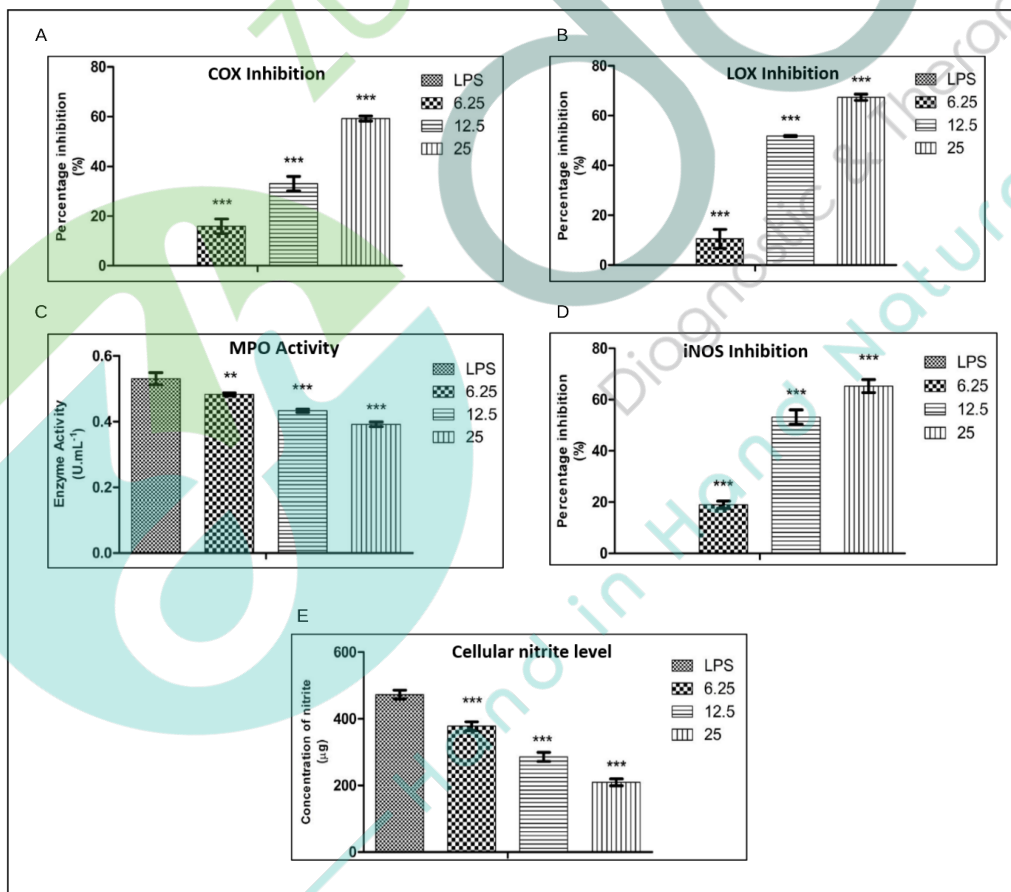 A
COX Inhibition
Percentage inhibition
(%)
80
60
40
20
0
***
***
***
LPS
6.25
12.5
25
B
LOX Inhibition
Percentage inhibition
(%)
80
60
40
20
0
***
***
***
LPS
6.25
12.5
25
C
MPO Activity
Enzyme Activity
(U.mL⁻¹)
0.6
0.4
0.2
0.0
**
***
***
LPS
6.25
12.5
25
D
iNOS Inhibition
Percentage inhibition
(%)
80
60
40
20
0
***
***
***
LPS
6.25
12.5
25
E
Cellular nitrite level
Concentration of nitrite
(µg)
600
400
200
0
***
***
***
LPS
6.25
12.5
25
Diagnostic &
Hand in Hand